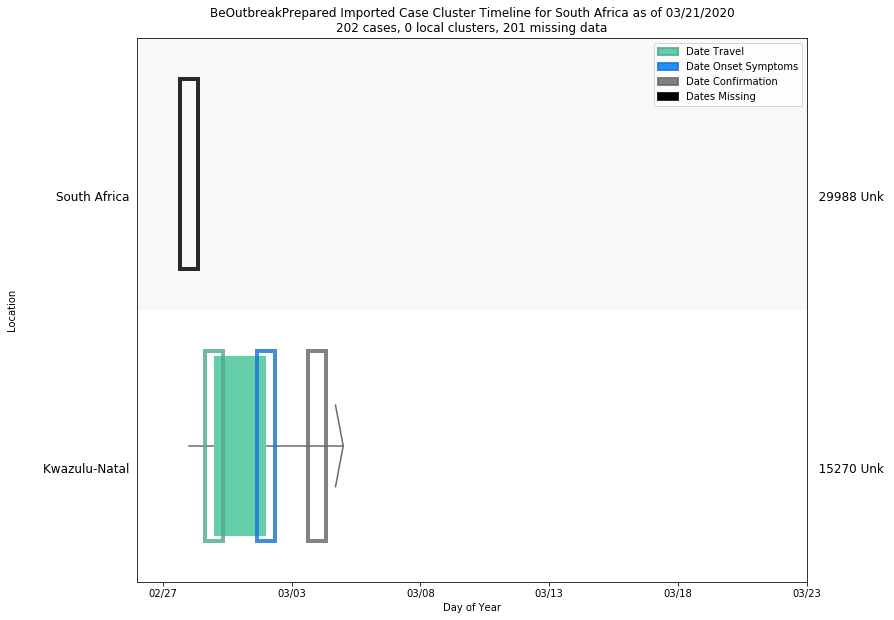 BeOutbreakPrepared Imported Case Cluster Timeline for South Africa as of 03/21/2020
202 cases, 0 local clusters, 201 missing data
Date Travel
Date Onset Symptoms
Date Confirmation
Dates Missing
South Africa
29988 Unk
Location
Kwazulu-Natal
15270 Unk
02/27
03/03
03/08
03/13
03/18
03/23
Day of Year